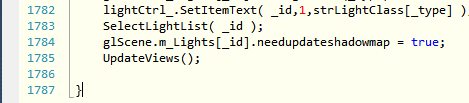 1782 lightCtrl_.SetItemText( _id,1,strLightClass[_type] )
1783 SelectLightList( _id );
1784 glScene.m_Lights[_id].needupdateshadowmap = true;
1785 UpdateViews();
1786
1787 }